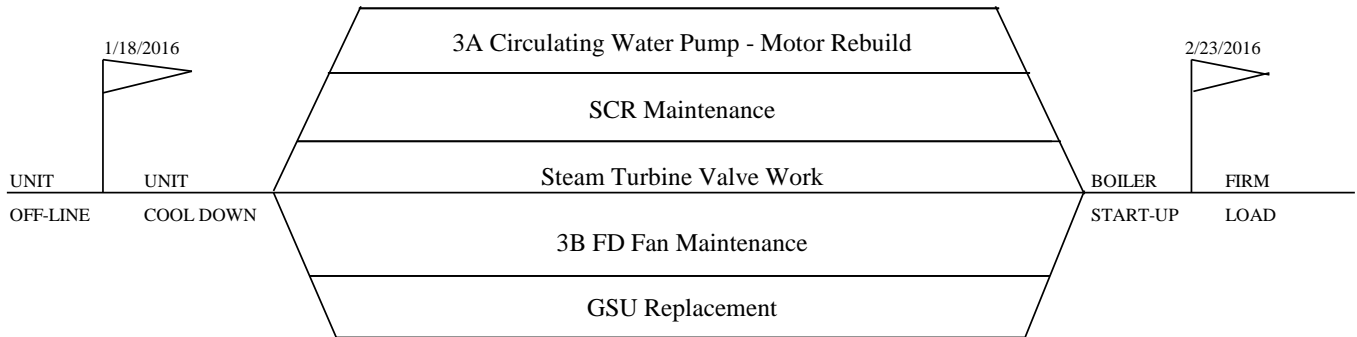 3A Circulating Water Pump - Motor Rebuild
1/18/2016
2/23/2016
SCR Maintenance
UNIT
UNIT
Steam Turbine Valve Work
BOILER
FIRM
OFF-LINE
COOL DOWN
START-UP
LOAD
3B FD Fan Maintenance
GSU Replacement